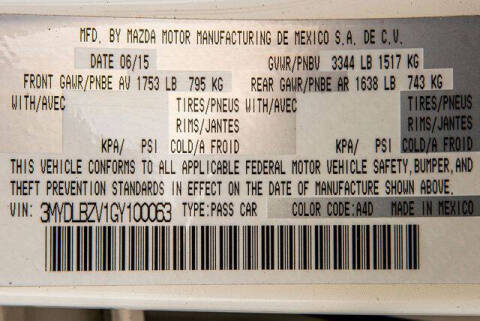 MFD. BY MAZDA MOTOR MANUFACTURING DE MEXICO S.A. DE C.V.
DATE 06/15 GVWR/PNBV 3344 LB 1517 KG
FRONT GAWR/PNBE AV 1753 LB 795 KG REAR GAWR/PNBE AR 1638 LB 743 KG
WITH/AVEC TIRES/PNEUS WITH/AVEC TIRES/PNEUS
RIMS/JANTES RIMS/JANTES
KPA/ PSI COLD/A FROID KPA/ PSI COLD/A FROID
THIS VEHICLE CONFORMS TO ALL APPLICABLE FEDERAL MOTOR VEHICLE SAFETY, BUMPER, AND
THEFT PREVENTION STANDARDS IN EFFECT ON THE DATE OF MANUFACTURE SHOWN ABOVE.
VIN: 3MYDLBZV1GY100063 TYPE:PASS CAR COLOR CODE: A4D MADE IN MEXICO